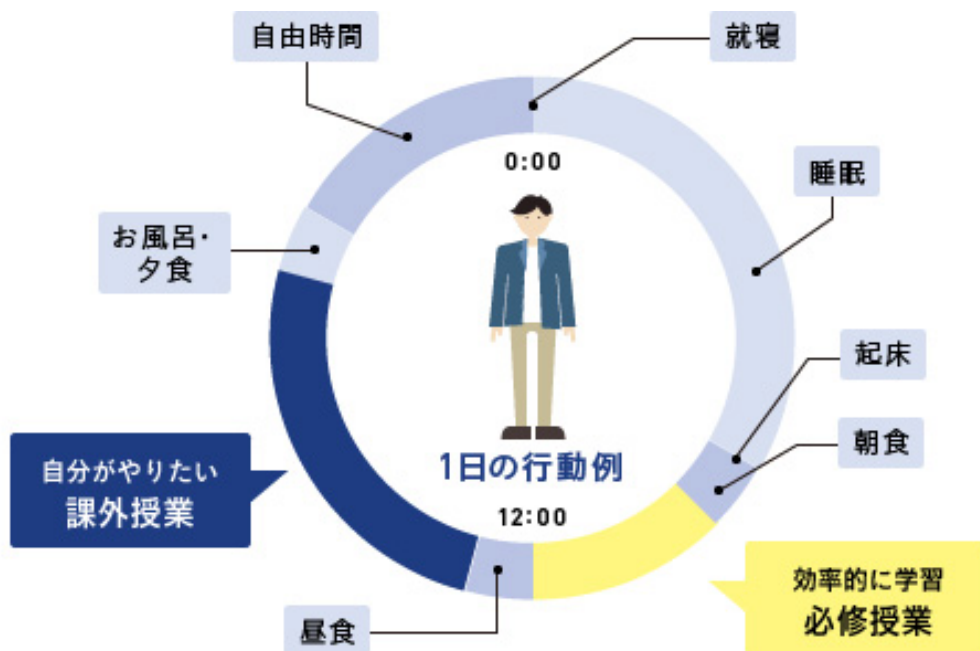 自由時間
就寝
0:00
睡眠
お風呂・
夕食
起床
朝食
1日の行動例
12:00
自分がやりたい
課外授業
効率的に学習
必修授業
昼食